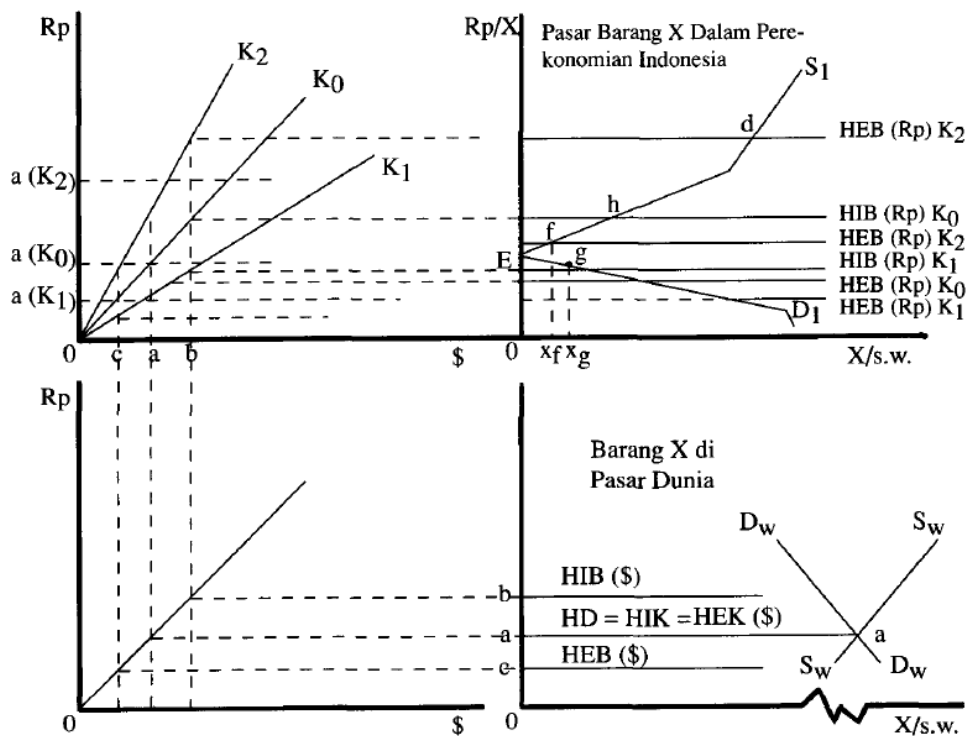 Rp
K2
K0
K1
a (K2)
a (K0)
a (K1)
0
c
a
b
$
Rp/X
Pasar Barang X Dalam Pere-
konomian Indonesia
S1
d
HEB (Rp) K2
h
HIB (Rp) K0
f
HEB (Rp) K2
E
g
HIB (Rp) K1
HEB (Rp) K0
D1
HEB (Rp) K1
0
xf
xg
X/s.w.
Rp
0
$
Barang X di
Pasar Dunia
Dw
Sw
b
HIB ($)
a
HD = HIK = HEK ($)
a
c
HEB ($)
Sw
Dw
0
X/s.w.